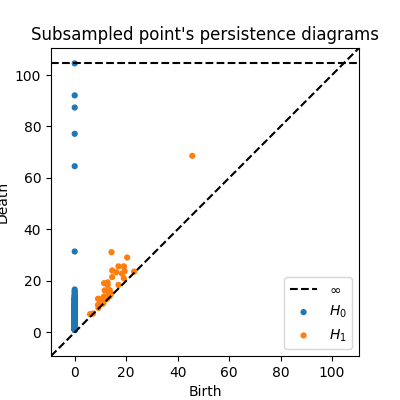 Subsampled point's persistence diagrams
100
80
60
40
20
0
Death
0 20 40 60 80 100
Birth
∞
H₀
H₁